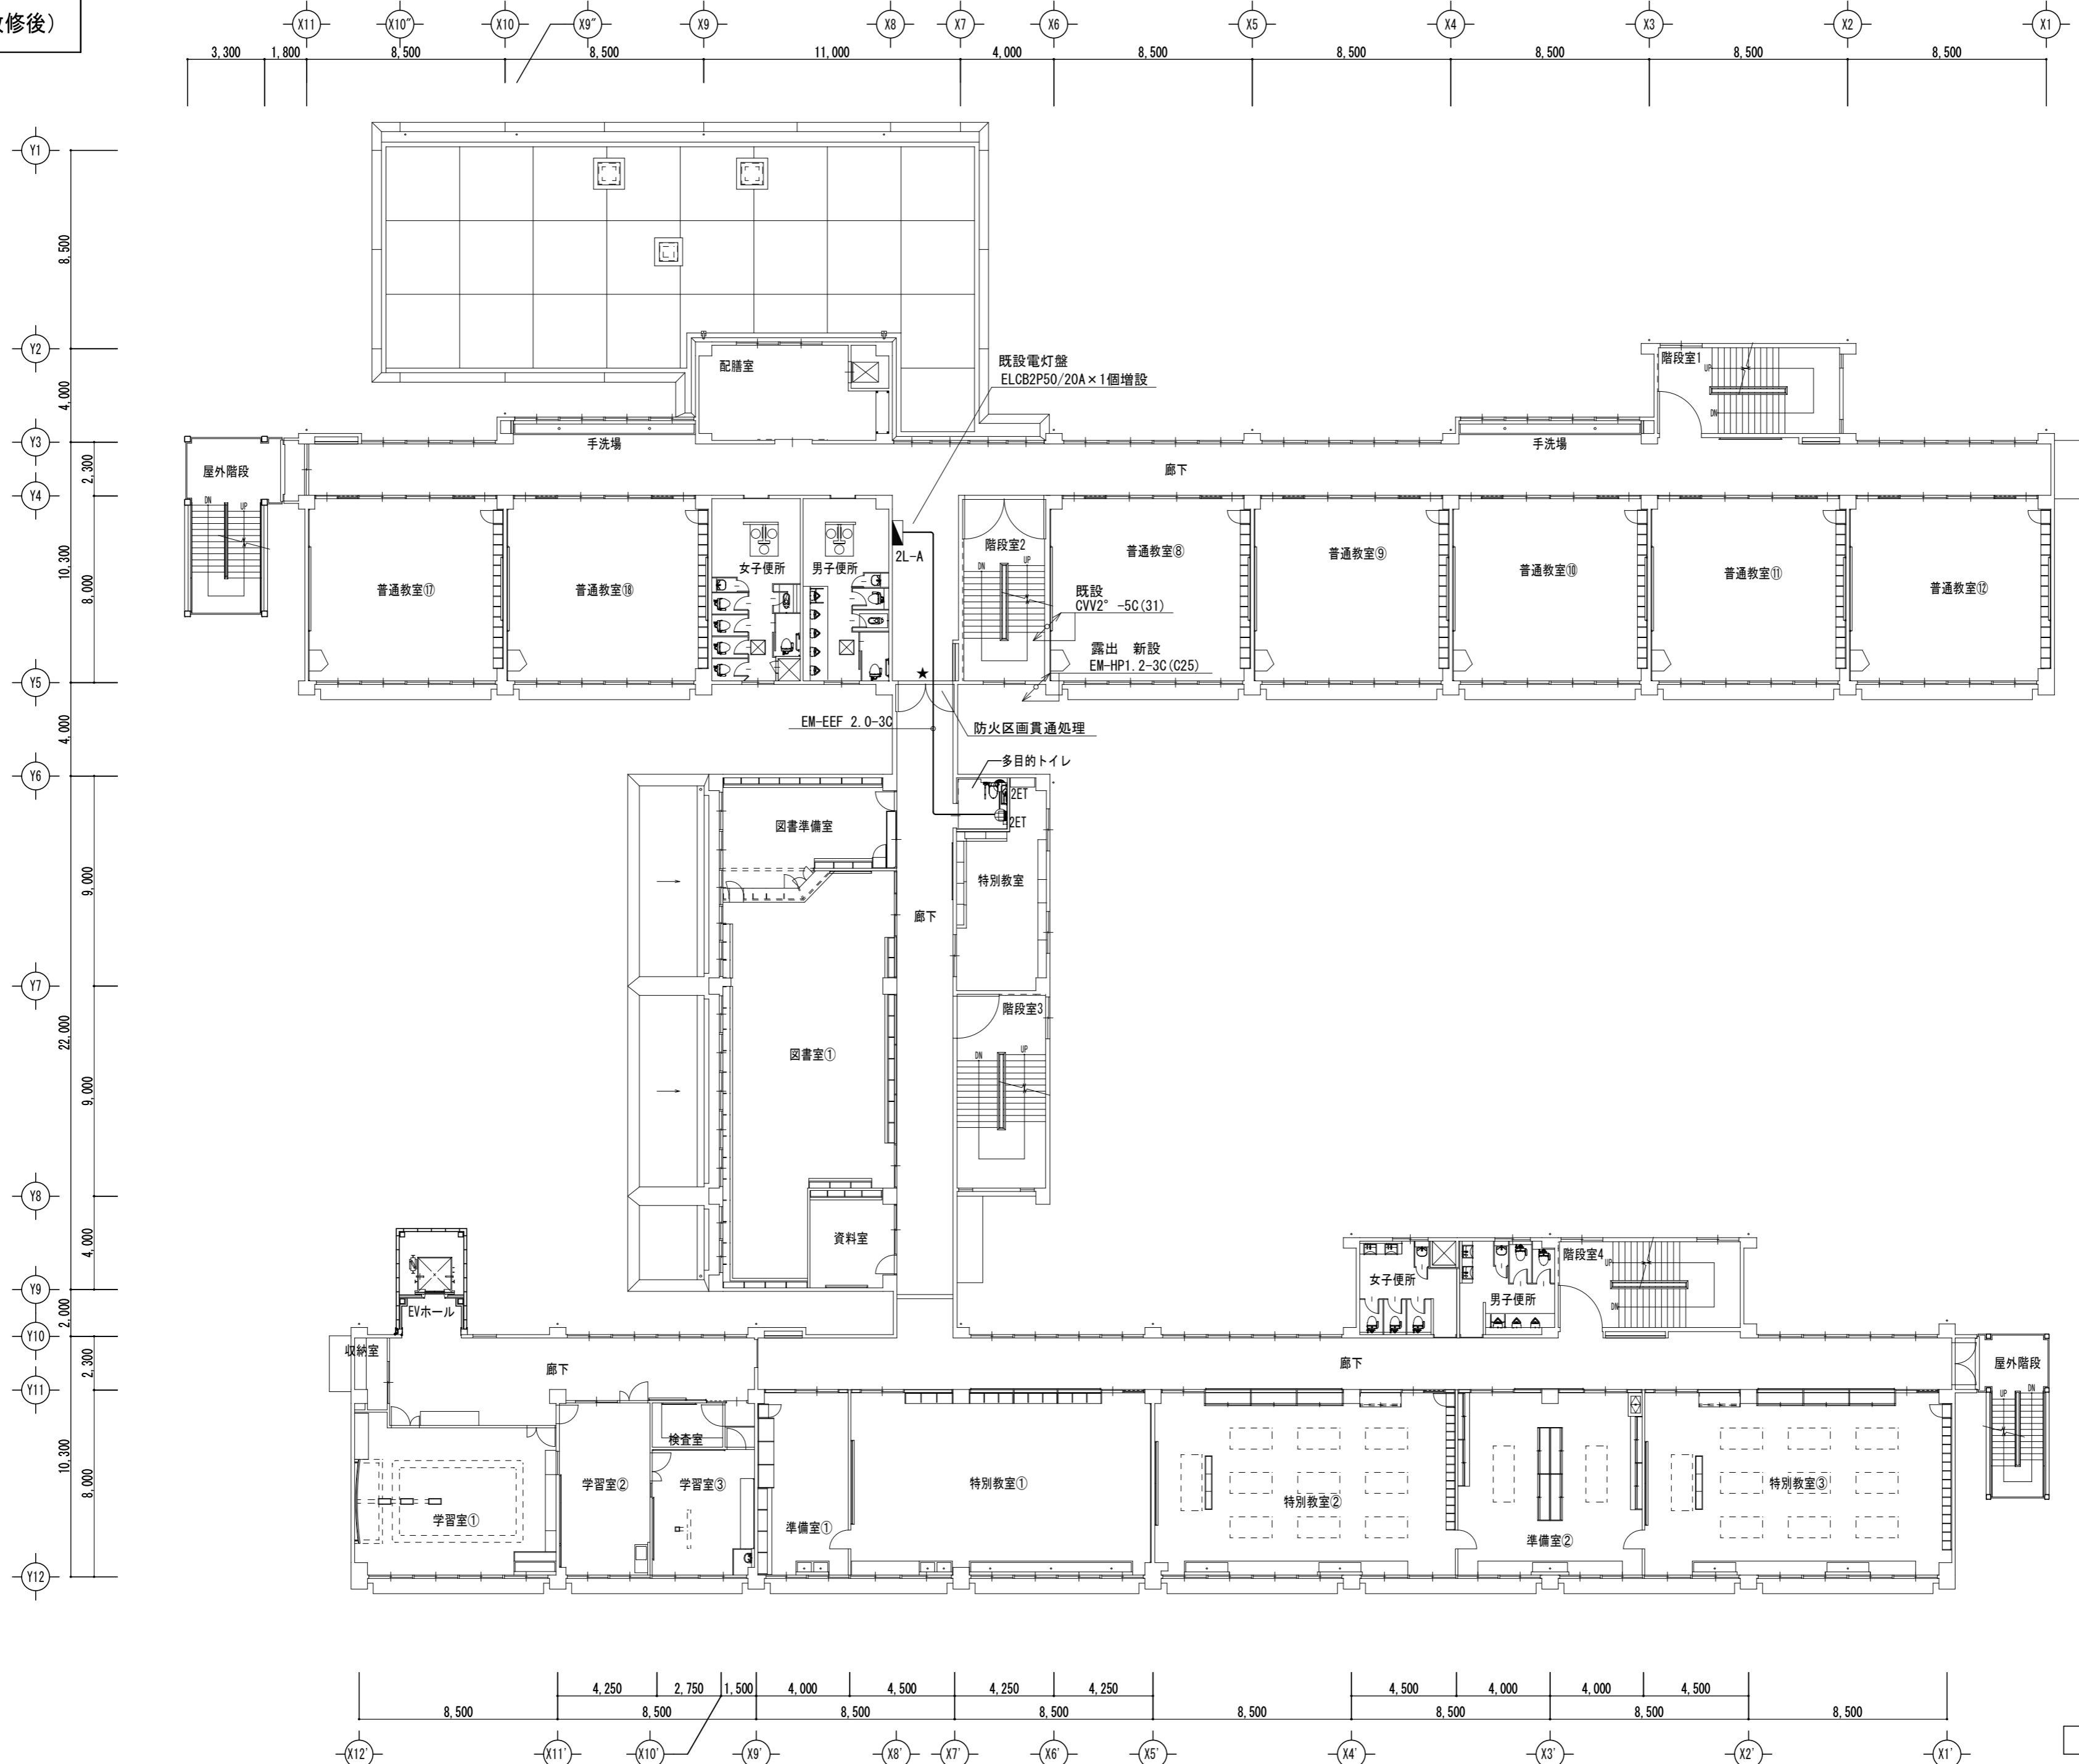 改修後)
X11
X10"
X10
X9"
X9
X8
X7
X6
X5
X4
X3
X2
X1
3,300
1,800
8,500
8,500
11,000
4,000
8,500
8,500
8,500
8,500
8,500
Y1
8,500
Y2
4,000
Y3
2,300
Y4
10,300
8,000
Y5
4,000
Y6
9,000
Y7
22,000
9,000
Y8
4,000
Y9
2,000
Y10
2,300
Y11
10,300
8,000
Y12
配膳室
既設電灯盤
ELCB2P50/20A×1個増設
階段室1
UP
DN
手洗場
手洗場
屋外階段
廊下
DN
UP
普通教室⑰
普通教室⑱
女子便所
男子便所
2L-A
階段室2
DN
UP
普通教室⑧
普通教室⑨
普通教室⑩
普通教室⑪
普通教室⑫
既設
CVV2°-5C(31)
露出 新設
EM-HP1.2-3C(C25)
★
EM-EEF 2.0-3C
防火区画貫通処理
多目的トイレ
2ET
2ET
図書準備室
特別教室
廊下
階段室3
DN
UP
図書室①
資料室
EVホール
女子便所
男子便所
階段室4
UP
DN
収納室
廊下
廊下
屋外階段
UP
DN
検査室
学習室①
学習室②
学習室③
準備室①
特別教室①
特別教室②
準備室②
特別教室③
4,250
2,750
1,500
4,000
4,500
4,250
4,250
4,500
4,000
4,000
4,500
8,500
8,500
8,500
8,500
8,500
8,500
8,500
8,500
X12'
X11'
X10'
X9'
X8'
X7'
X6'
X5'
X4'
X3'
X2'
X1'